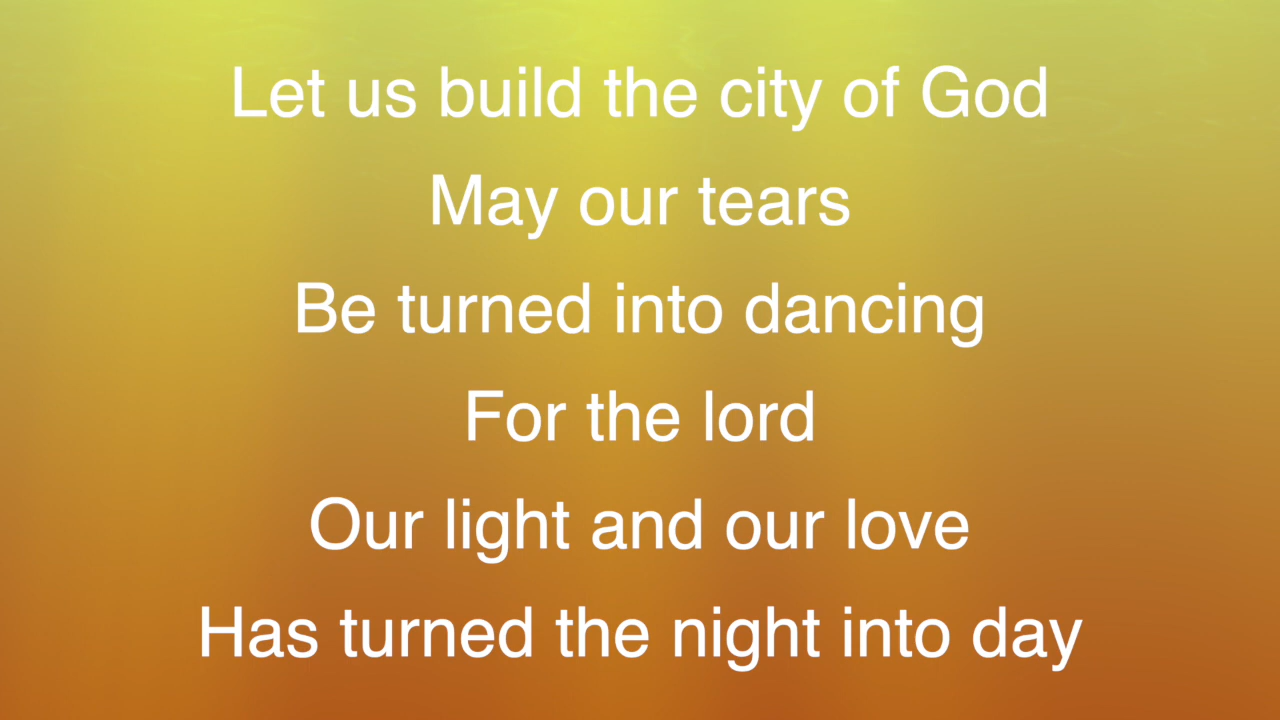 Let us build the city of God
May our tears
Be turned into dancing
For the lord
Our light and our love
Has turned the night into day